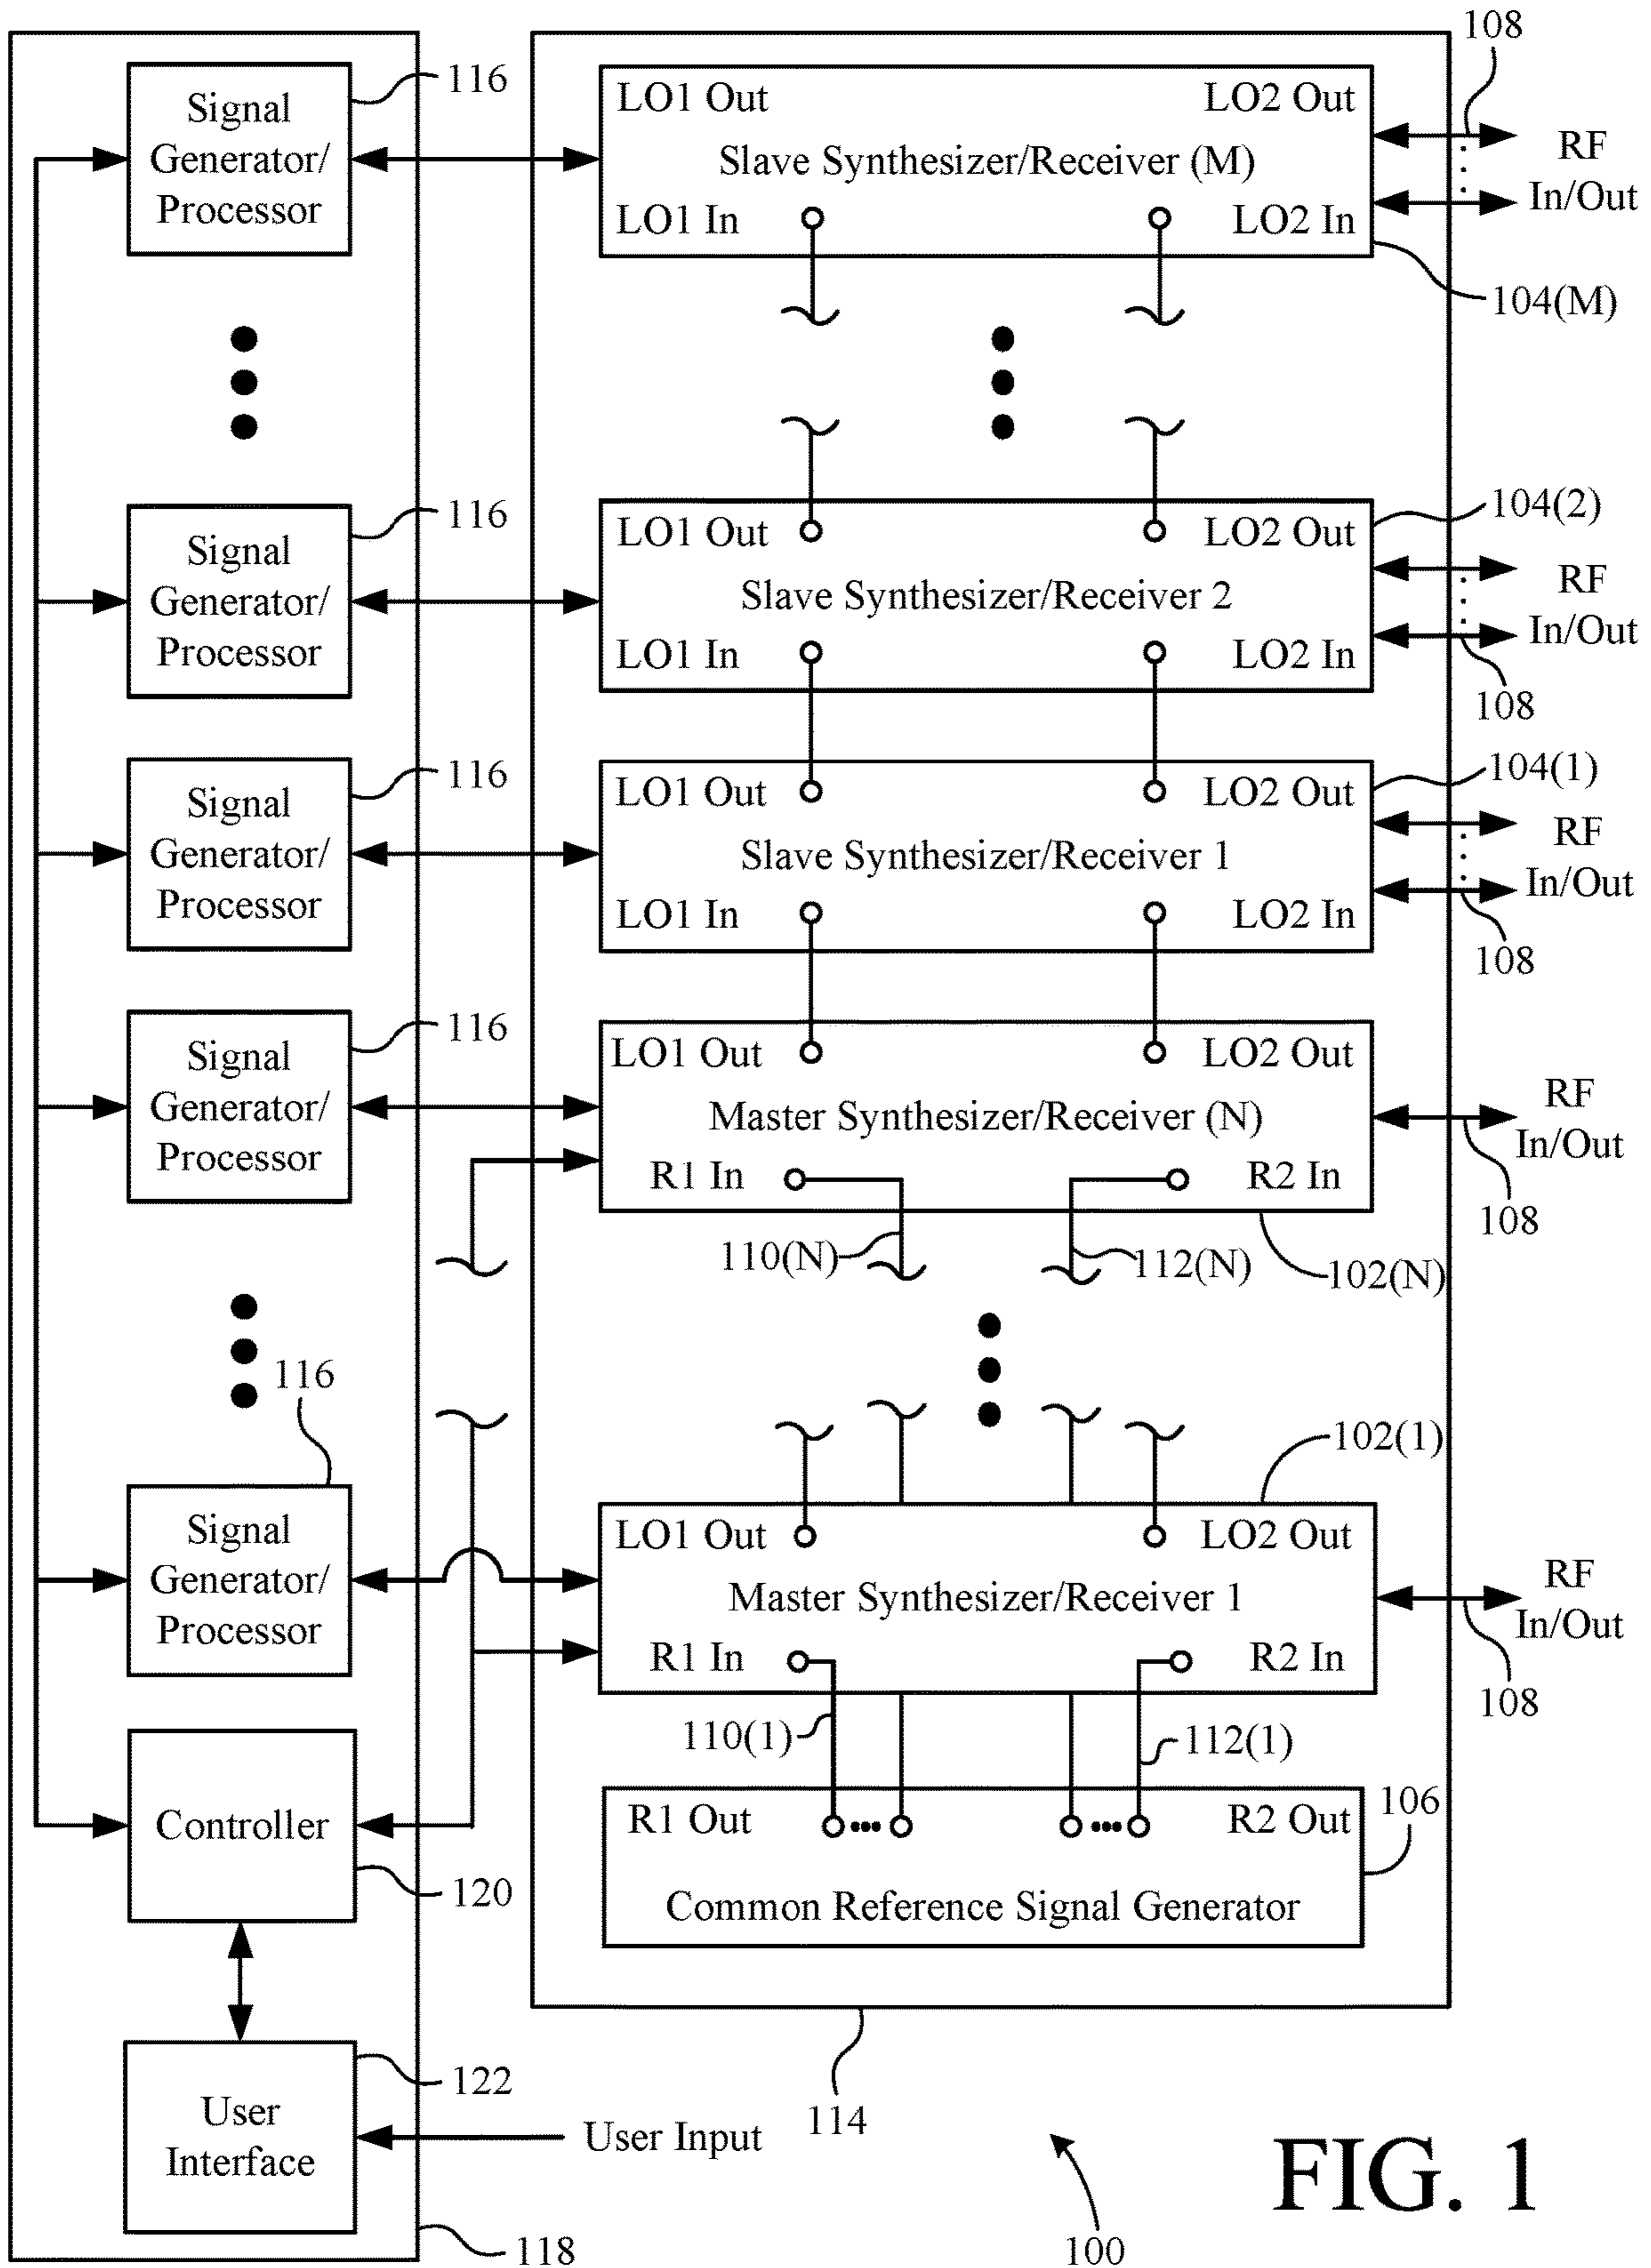 108
Signal
Generator/
Processor
116
LO1 Out
LO2 Out
Slave Synthesizer/Receiver (M)
LO1 In
LO2 In
RF
In/Out
104(M)
Signal
Generator/
Processor
116
LO1 Out
LO2 Out
Slave Synthesizer/Receiver 2
LO1 In
LO2 In
104(2)
RF
In/Out
108
Signal
Generator/
Processor
116
LO1 Out
LO2 Out
Slave Synthesizer/Receiver 1
LO1 In
LO2 In
104(1)
RF
In/Out
108
Signal
Generator/
Processor
116
LO1 Out
LO2 Out
Master Synthesizer/Receiver (N)
R1 In
R2 In
RF
In/Out
108
110(N)
112(N)
102(N)
116
Signal
Generator/
Processor
102(1)
LO1 Out
LO2 Out
Master Synthesizer/Receiver 1
R1 In
R2 In
RF
In/Out
108
110(1)
112(1)
Controller
120
R1 Out
R2 Out
Common Reference Signal Generator
106
User
Interface
122
User Input
114
118
100
FIG. 1